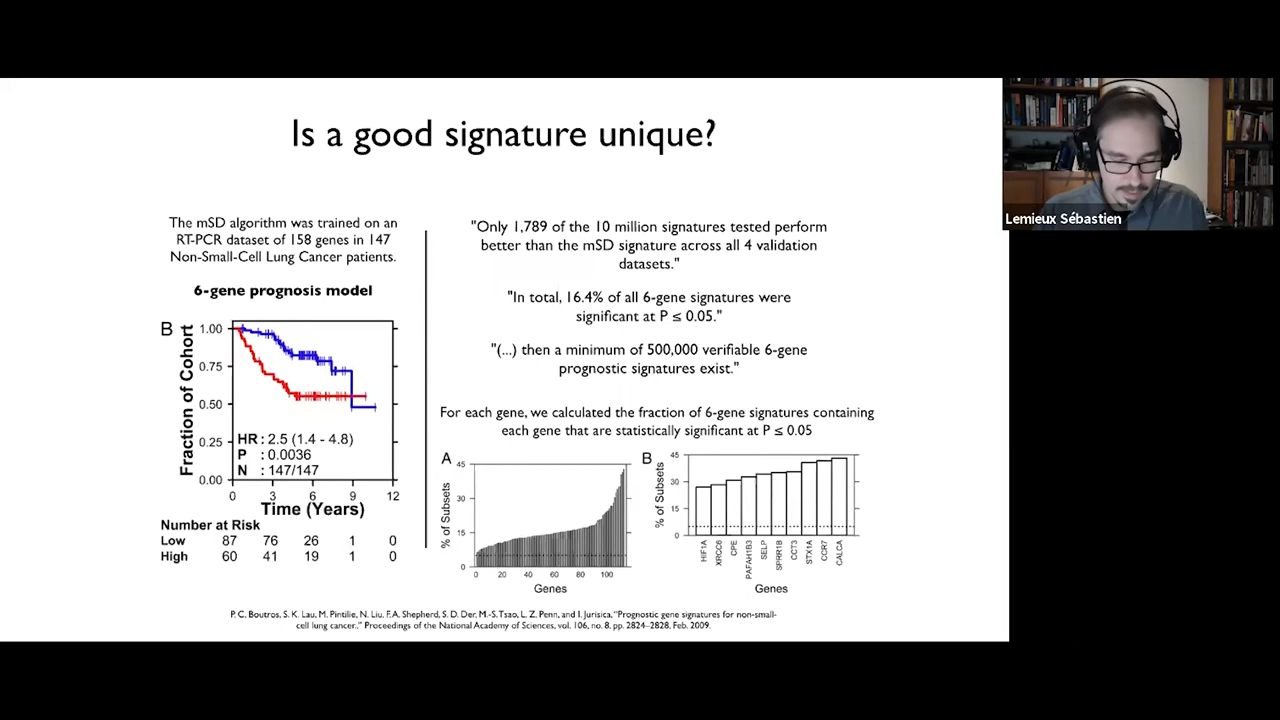 Is a good signature unique?
Lemieux Sébastien
The mSD algorithm was trained on an
RT-PCR dataset of 158 genes in 147
Non-Small-Cell Lung Cancer patients.
6-gene prognosis model
B
Fraction of Cohort
1.00
0.75
0.50
0.25
0.00
HR : 2.5 (1.4 - 4.8)
P : 0.0036
N : 147/147
0 3 6 9 12
Time (Years)
Number at Risk
Low 87 76 26 1 0
High 60 41 19 1 0
"Only 1,789 of the 10 million signatures tested perform
better than the mSD signature across all 4 validation
datasets."
"In total, 16.4% of all 6-gene signatures were
significant at P ≤ 0.05."
"(...) then a minimum of 500,000 verifiable 6-gene
prognostic signatures exist."
For each gene, we calculated the fraction of 6-gene signatures containing
each gene that are statistically significant at P ≤ 0.05
A
% of Subsets
45
30
15
0
0 20 40 60 80 100
Genes
B
% of Subsets
45
30
15
0
HIF1A
XRCC6
CPE
PAFAH1B3
SELP
SPRR1B
CCT3
STX1A
CCR7
CALCA
Genes
P. C. Boutros, S. K. Lau, M. Pintilie, N. Liu, F. A. Shepherd, S. D. Der, M.-S. Tsao, L. Z. Penn, and I. Jurisica, "Prognostic gene signatures for non-small-
cell lung cancer.," Proceedings of the National Academy of Sciences, vol. 106, no. 8, pp. 2824–2828, Feb. 2009.